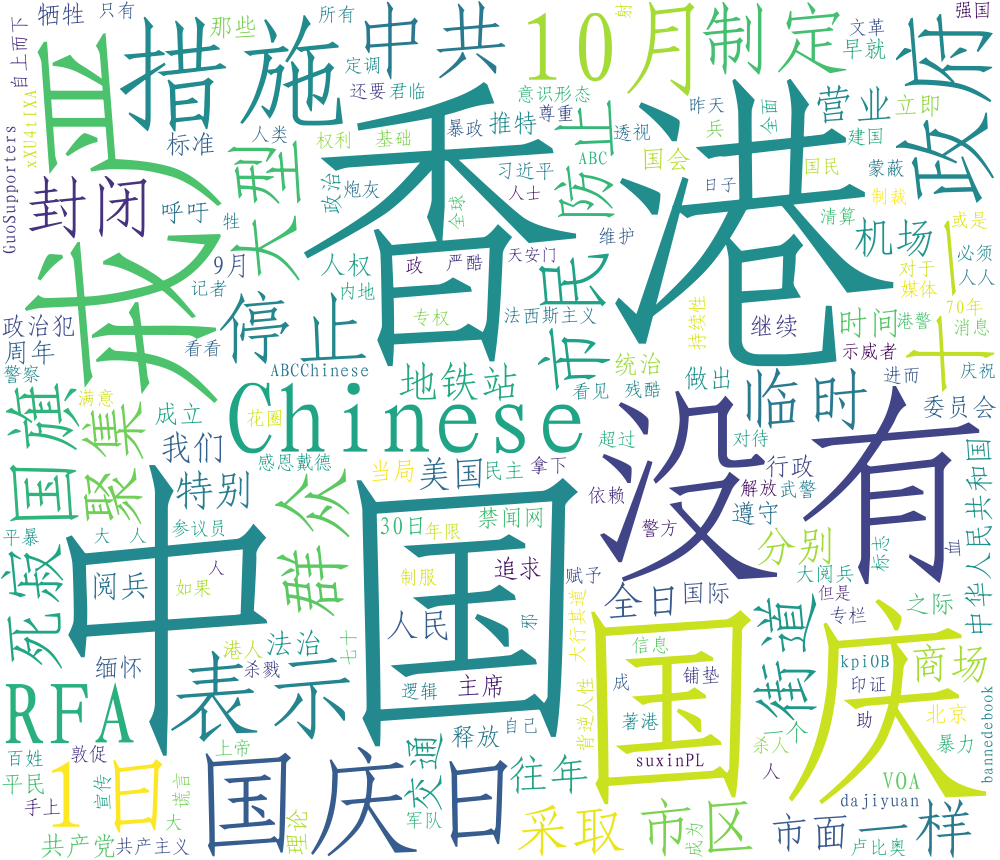 自上而下
牺牲
只有
那些
所有
中共
10月
制定
射
文革
早就
强国
政府
戒严
措施
定调
还要
君临
意识形态
尊重
昨天
兵
全面
营业
立即
建国
xXU4tIXA
GuoSupporters
标准
人类
权利
基础
暴政
推特
ABC
透视
国会
国民
蒙蔽
封闭
大型
政治
炮灰
习近平
人士
防止
日子
制裁
呼吁
牲
香港
全球
清算
机场
或是
必须
9月
人权
政
严酷
天安门
维护
记者
内地
对于
人人
媒体
政治犯
停止
专权
法西斯主义
市民
持续性
继续
时间
港警
70年
消息
周年
看看
示威者
十一
警察
ABCChinese
地铁站
统治
看见
残酷
做出
进而
庆祝
满意
国旗
聚集
成立
花圈
Chinese
临时
委员会
我们
感恩戴德
超过
对待
没有
特别
当局
美国
民主
拿下
行政
依赖
解放
武警
中华人民共和国
平暴
大
人
参议员
群众
30日
年限
禁闻网
警方
遵守
分别
标志
血
死寂
阅兵
如果
人
中国
制服
追求
赋予
大阅兵
但是
人民
邪
全日
国际
专栏
之际
缅怀
港人
法治
七十
大行其道
国庆
街道
RFA
表示
杀戮
逻辑
主席
成
信息
铺垫
kpiOB
印证
商场
bannedebook
背逆人性
著港
一个
助
北京
百姓
敦促
上帝
交通
释放
自己
suxinPL
杀人
人
暴力
平民
1日
国庆日
往年
VOA
手上
宣传
大
谎言
dajiyuan
共产党
共产主义
理论
军队
采取
市区
成为
市面
一样
卢比奥